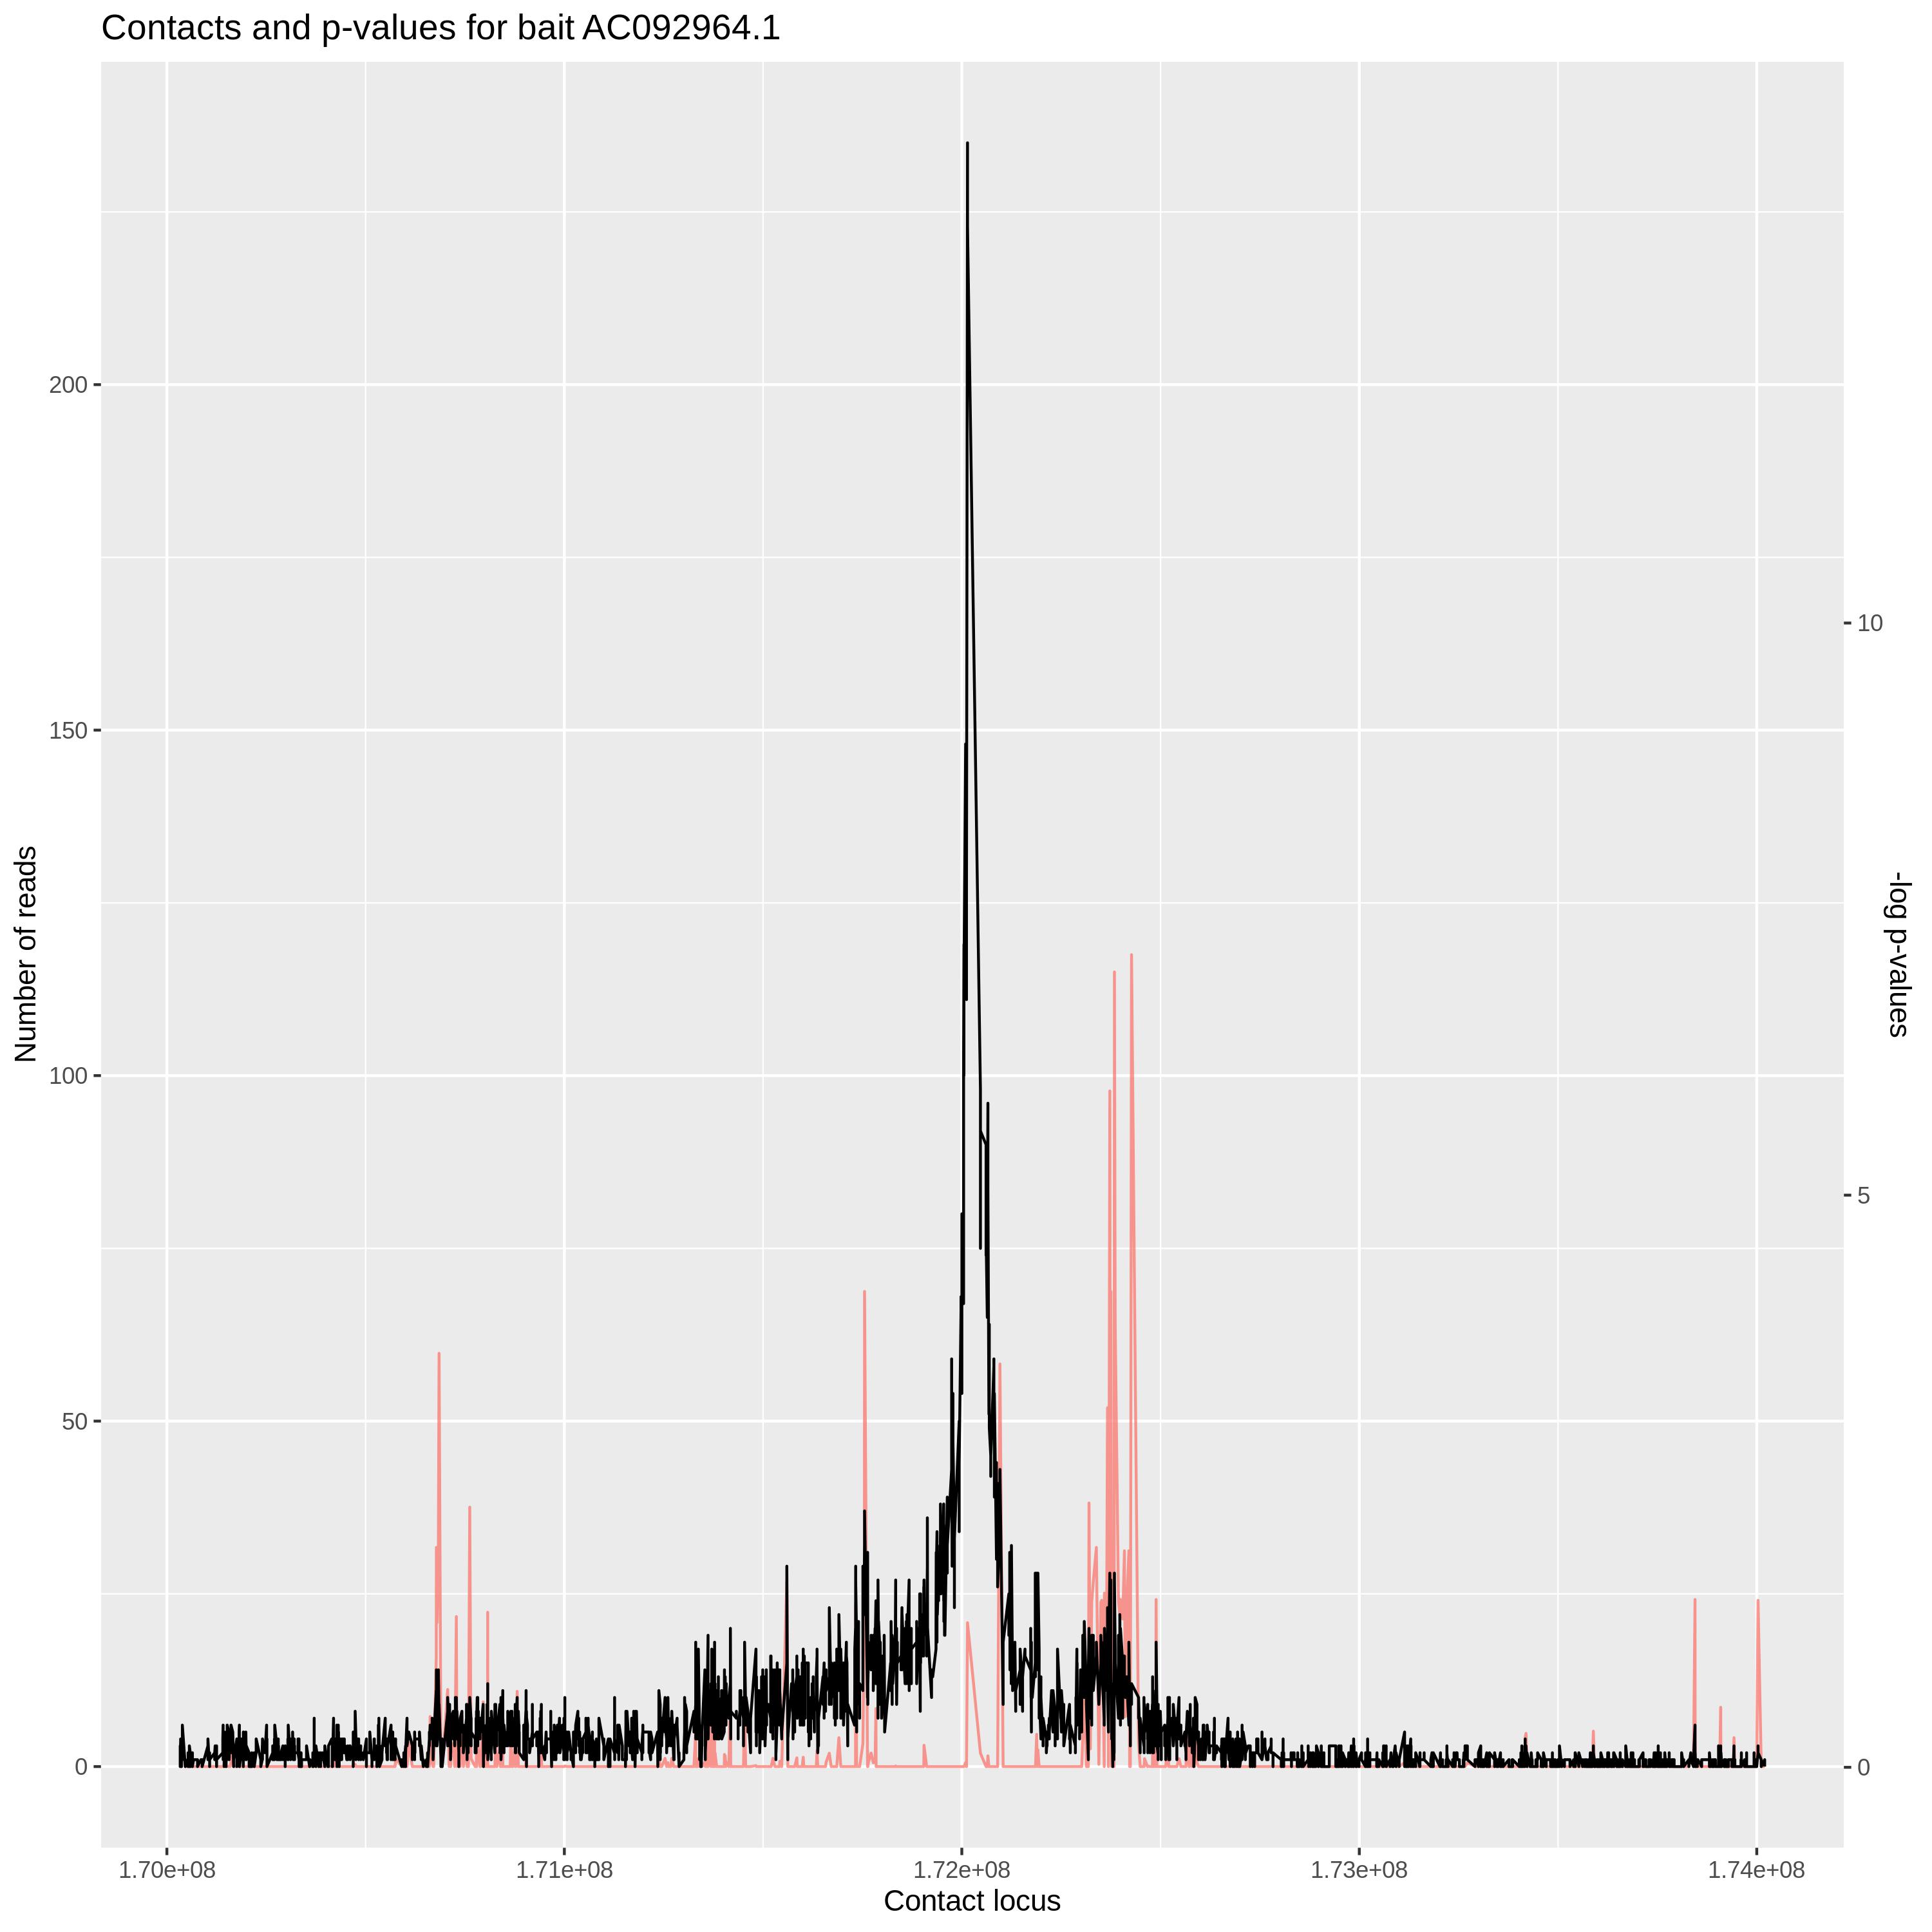 Contacts and p-values for bait AC092964.1
Number of reads
200
150
100
50
0
10
5
0
-log p-values
1.70e+08
1.71e+08
1.72e+08
1.73e+08
1.74e+08
Contact locus